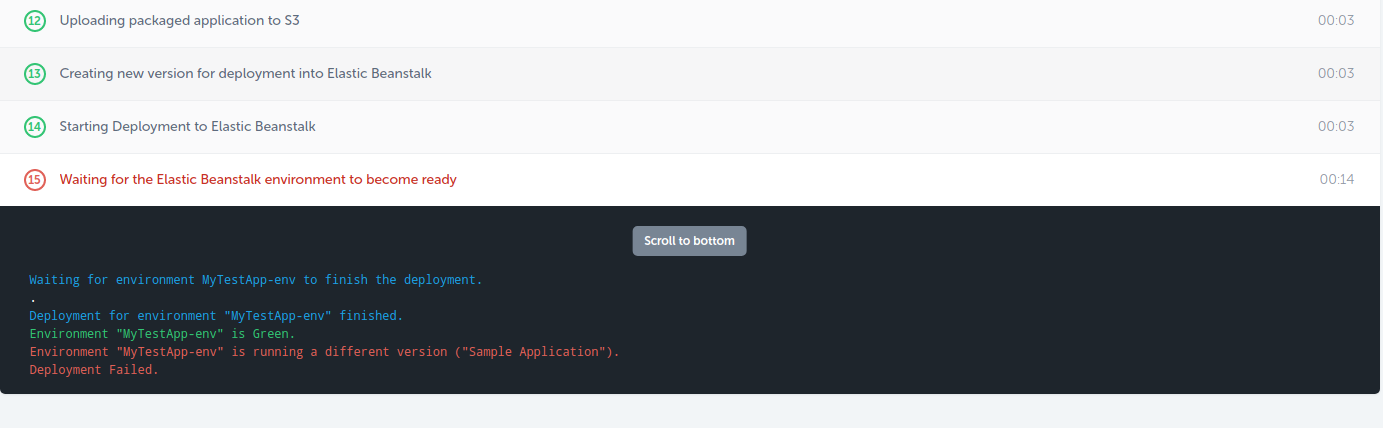 12 Uploading packaged application to S3 00:03
13 Creating new version for deployment into Elastic Beanstalk 00:03
14 Starting Deployment to Elastic Beanstalk 00:03
15 Waiting for the Elastic Beanstalk environment to become ready 00:14
Scroll to bottom
Waiting for environment MyTestApp-env to finish the deployment.
.
Deployment for environment "MyTestApp-env" finished.
Environment "MyTestApp-env" is Green.
Environment "MyTestApp-env" is running a different version ("Sample Application").
Deployment Failed.